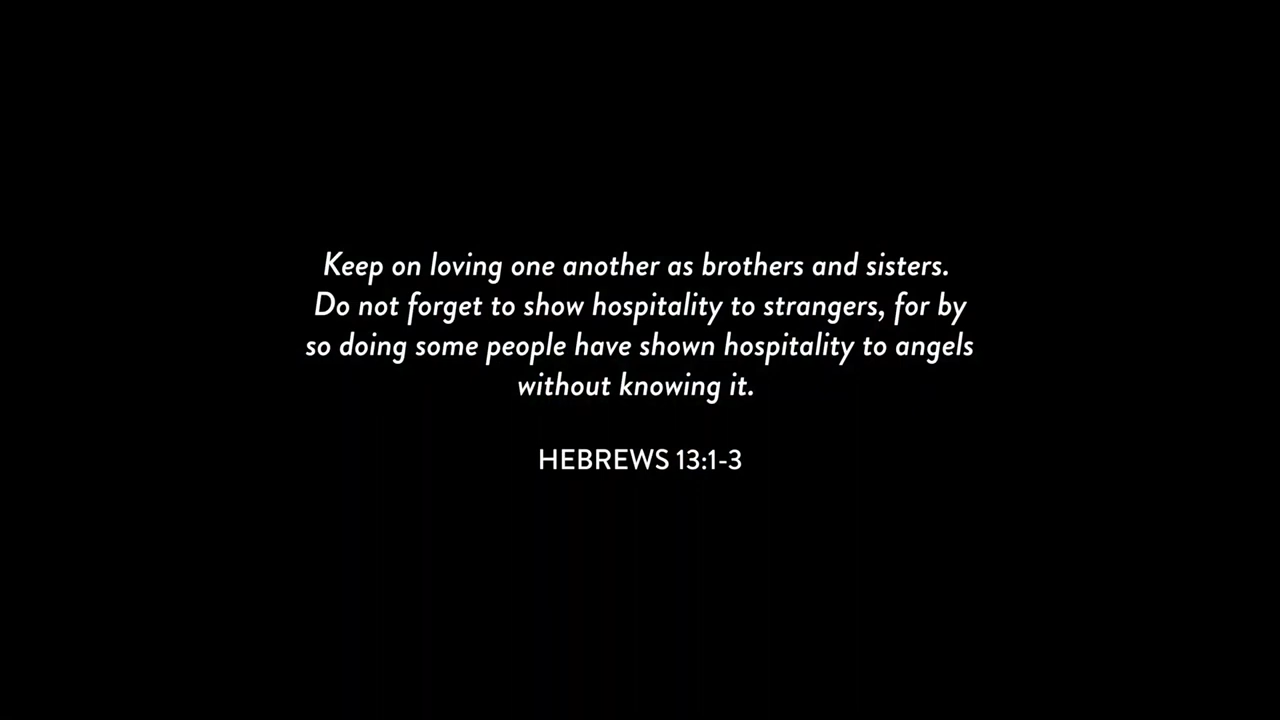 Keep on loving one another as brothers and sisters.
Do not forget to show hospitality to strangers, for by
so doing some people have shown hospitality to angels
without knowing it.
HEBREWS 13:1-3